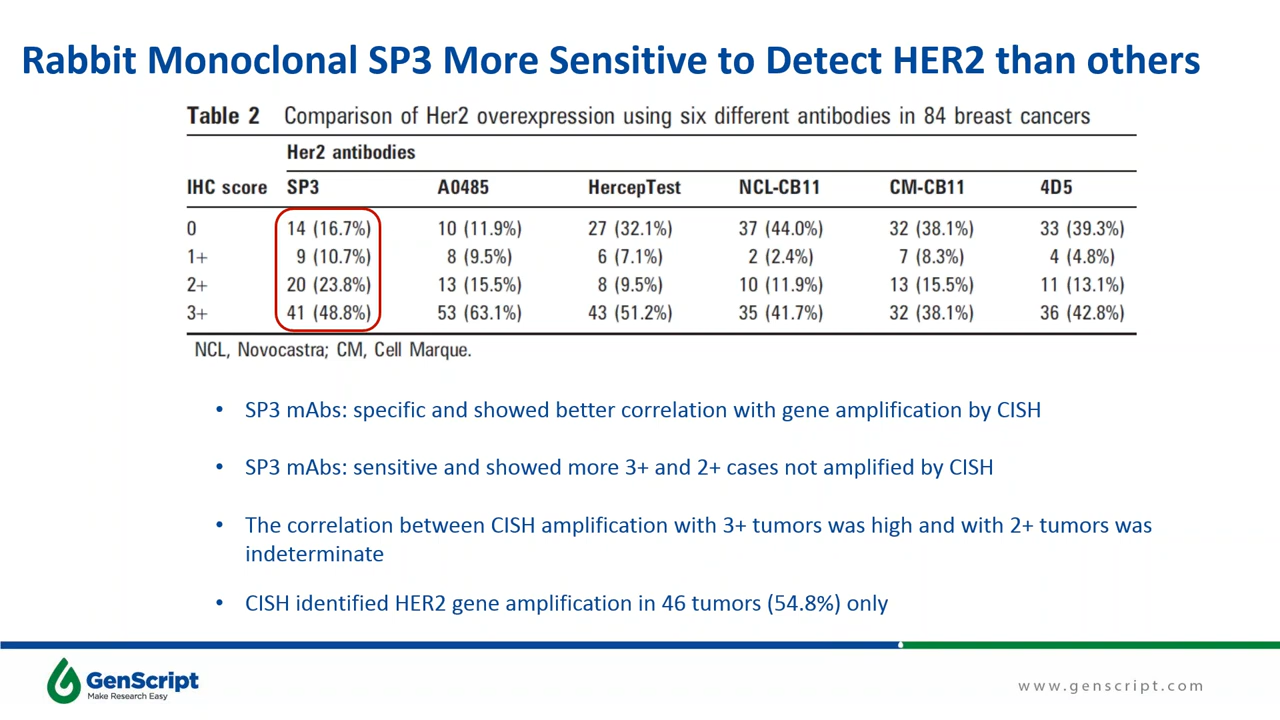 Rabbit Monoclonal SP3 More Sensitive to Detect HER2 than others
Table 2 Comparison of Her2 overexpression using six different antibodies in 84 breast cancers
Her2 antibodies
IHC score SP3 A0485 HercepTest NCL-CB11 CM-CB11 4D5
0 14 (16.7%) 10 (11.9%) 27 (32.1%) 37 (44.0%) 32 (38.1%) 33 (39.3%)
1+ 9 (10.7%) 8 (9.5%) 6 (7.1%) 2 (2.4%) 7 (8.3%) 4 (4.8%)
2+ 20 (23.8%) 13 (15.5%) 8 (9.5%) 10 (11.9%) 13 (15.5%) 11 (13.1%)
3+ 41 (48.8%) 53 (63.1%) 43 (51.2%) 35 (41.7%) 32 (38.1%) 36 (42.8%)
NCL, Novocastra; CM, Cell Marque.
• SP3 mAbs: specific and showed better correlation with gene amplification by CISH
• SP3 mAbs: sensitive and showed more 3+ and 2+ cases not amplified by CISH
• The correlation between CISH amplification with 3+ tumors was high and with 2+ tumors was
indeterminate
• CISH identified HER2 gene amplification in 46 tumors (54.8%) only
GenScript
Make Research Easy
www.genscript.com